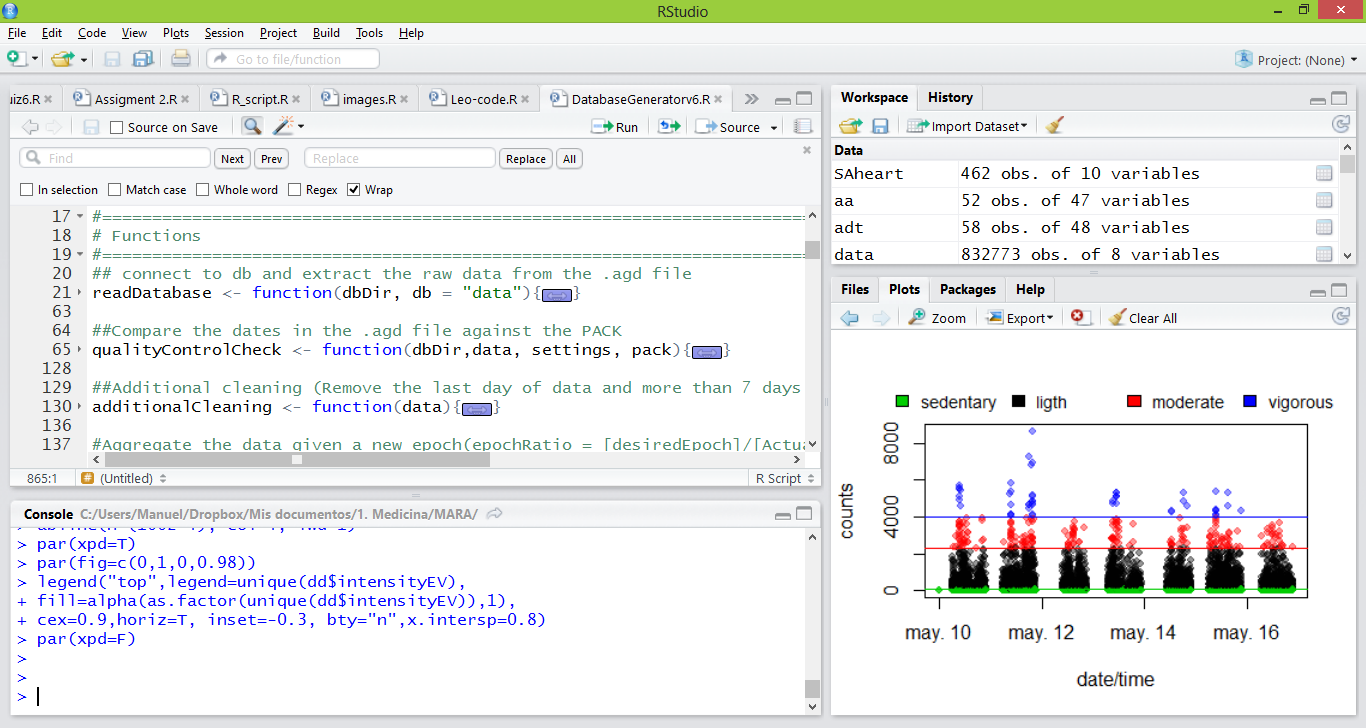 RStudio
File Edit Code View Plots Session Project Build Tools Help
Go to file/function
Project: (None)
uiz6.R Assigment 2.R R_script.R images.R Leo-code.R DatabaseGeneratorv6.R
Source on Save Run Source
Find Next Prev Replace Replace All
In selection Match case Whole word Regex Wrap
17 #=======================================================================
18 # Functions
19 #=======================================================================
20 ## connect to db and extract the raw data from the .agd file
21 readDatabase <- function(dbDir, db = "data"){}
63
64 ##Compare the dates in the .agd file against the PACK
65 qualityControlCheck <- function(dbDir,data, settings, pack){}
128
129 ##Additional cleaning (Remove the last day of data and more than 7 days
130 additionalCleaning <- function(data){}
136
137 #Aggregate the data given a new epoch(epochRatio = [desiredEpoch]/[Actua
865:1 (Untitled) R Script
Console C:/Users/Manuel/Dropbox/Mis documentos/1. Medicina/MARA/
> par(xpd=T)
> par(fig=c(0,1,0,0.98))
> legend("top",legend=unique(dd$intensityEV),
+ fill=alpha(as.factor(unique(dd$intensityEV)),1),
+ cex=0.9,horiz=T, inset=-0.3, bty="n",x.intersp=0.8)
> par(xpd=F)
>
>
>
Workspace History
Import Dataset
Data
SAheart 462 obs. of 10 variables
aa 52 obs. of 47 variables
adt 58 obs. of 48 variables
data 832773 obs. of 8 variables
Files Plots Packages Help
Zoom Export Clear All
sedentary ligth moderate vigorous
counts
8000
4000
0
may. 10 may. 12 may. 14 may. 16
date/time